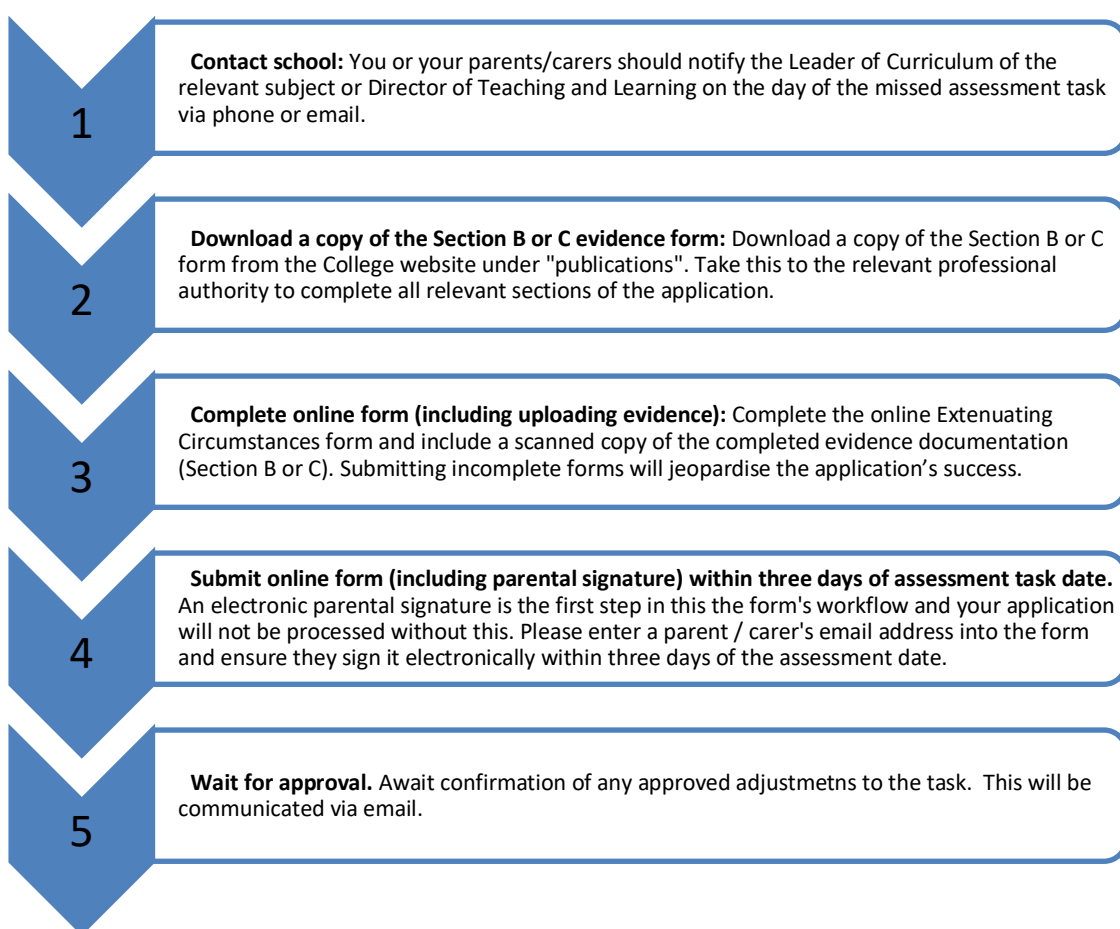 1
Contact school: You or your parents/carers should notify the Leader of Curriculum of the
relevant subject or Director of Teaching and Learning on the day of the missed assessment task
via phone or email.
2
Download a copy of the Section B or C evidence form: Download a copy of the Section B or C
form from the College website under "publications". Take this to the relevant professional
authority to complete all relevant sections of the application.
3
Complete online form (including uploading evidence): Complete the online Extenuating
Circumstances form and include a scanned copy of the completed evidence documentation
(Section B or C). Submitting incomplete forms will jeopardise the application’s success.
4
Submit online form (including parental signature) within three days of assessment task date.
An electronic parental signature is the first step in this the form's workflow and your application
will not be processed without this. Please enter a parent / carer's email address into the form
and ensure they sign it electronically within three days of the assessment date.
5
Wait for approval. Await confirmation of any approved adjustmetns to the task.  This will be
communicated via email.